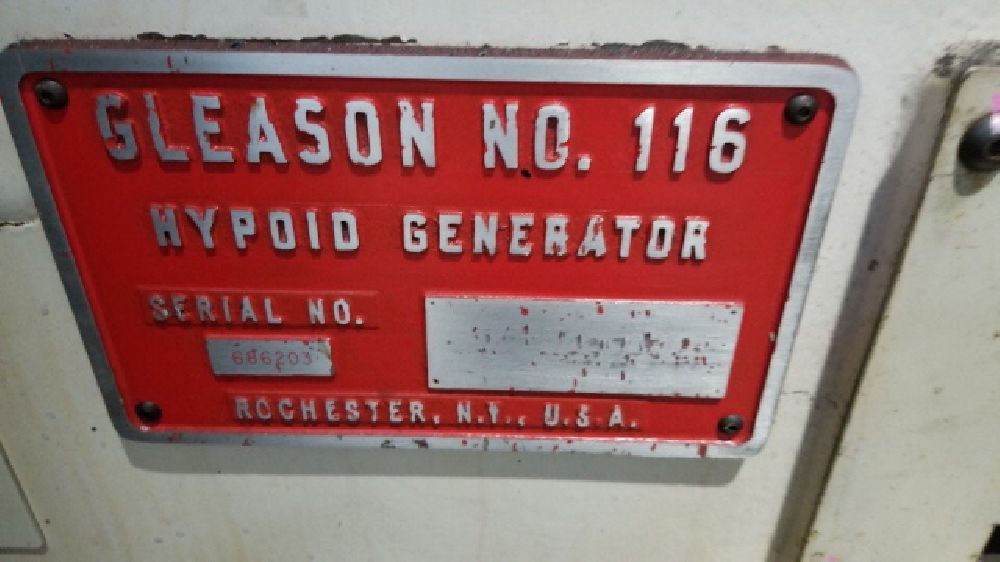 GLEASON NO. 116
HYPOID GENERATOR
SERIAL NO.
686203
ROCHESTER, N.Y., U.S.A.